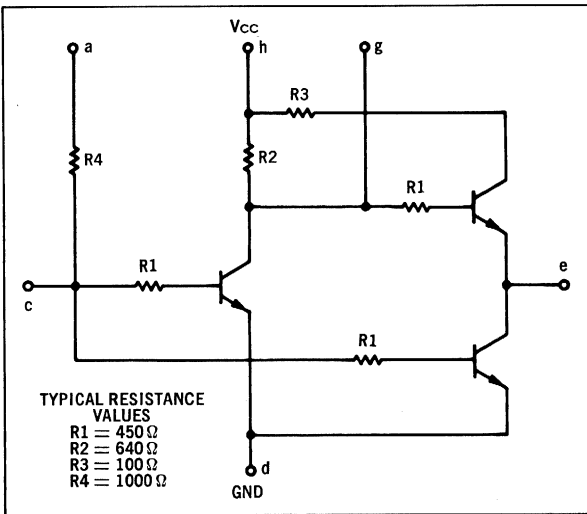 Vcc
a
h
g
R3
R4
R2
R1
R1
e
c
R1
TYPICAL RESISTANCE
VALUES
R1 = 450 Ω
R2 = 640 Ω
R3 = 100 Ω
R4 = 1000 Ω
d
GND